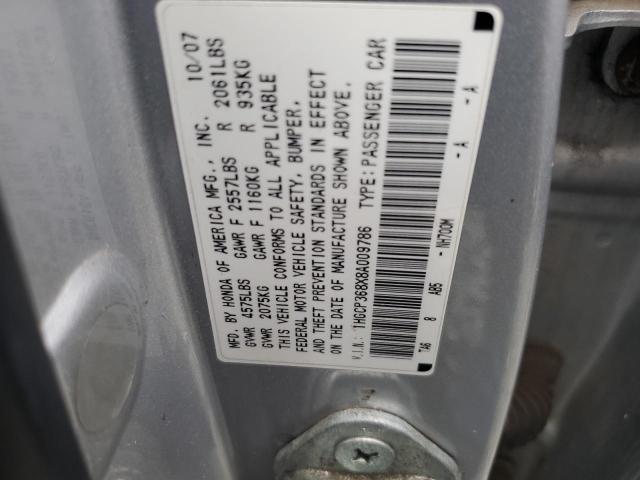 MFD. BY HONDA OF AMERICA MFG., INC. 10/07
GVWR 4575LBS GAWR F 2557LBS R 2061LBS
GVWR 2075KG GAWR F 1160KG R 935KG
THIS VEHICLE CONFORMS TO ALL APPLICABLE
FEDERAL MOTOR VEHICLE SAFETY, BUMPER,
AND THEFT PREVENTION STANDARDS IN EFFECT
ON THE DATE OF MANUFACTURE SHOWN ABOVE.
V.I.N.: 1HGCP368X8A009786 TYPE: PASSENGER CAR
TA6 8 AB5 - A
NH700M - A